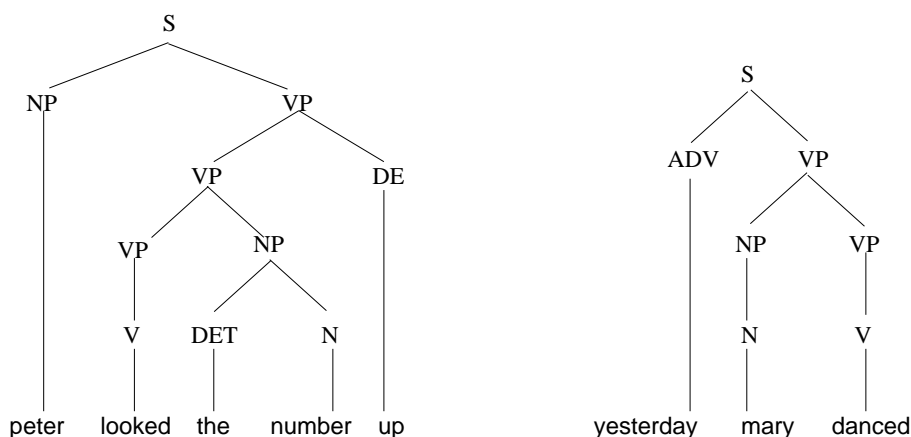 S
S
NP VP
ADV VP
VP DE
VP NP
NP VP
V DET N
N V
peter looked the number up
yesterday mary danced